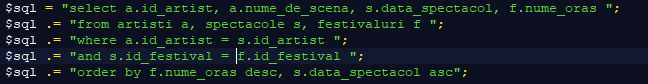 $sql = "select a.id_artist, a.nume_de_scena, s.data_spectacol, f.nume_oras ";
$sql .= "from artisti a, spectacole s, festivaluri f ";
$sql .= "where a.id_artist = s.id_artist ";
$sql .= "and s.id_festival = f.id_festival ";
$sql .= "order by f.nume_oras desc, s.data_spectacol asc";